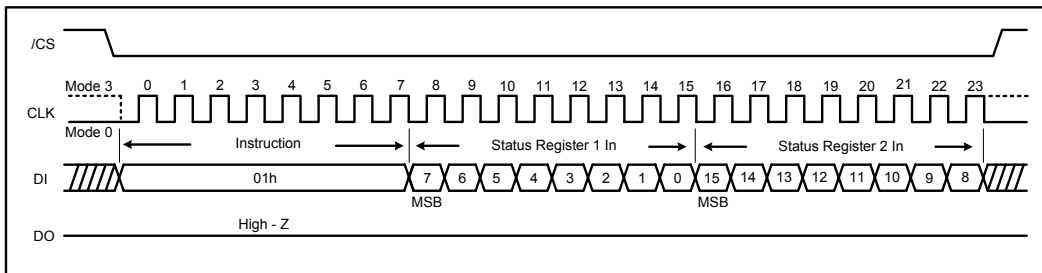 /CS
Mode 3 0 1 2 3 4 5 6 7 8 9 10 11 12 13 14 15 16 17 18 19 20 21 22 23
CLK
Mode 0
Instruction Status Register 1 In Status Register 2 In
DI 01h 7 6 5 4 3 2 1 0 15 14 13 12 11 10 9 8
MSB MSB
High - Z
DO